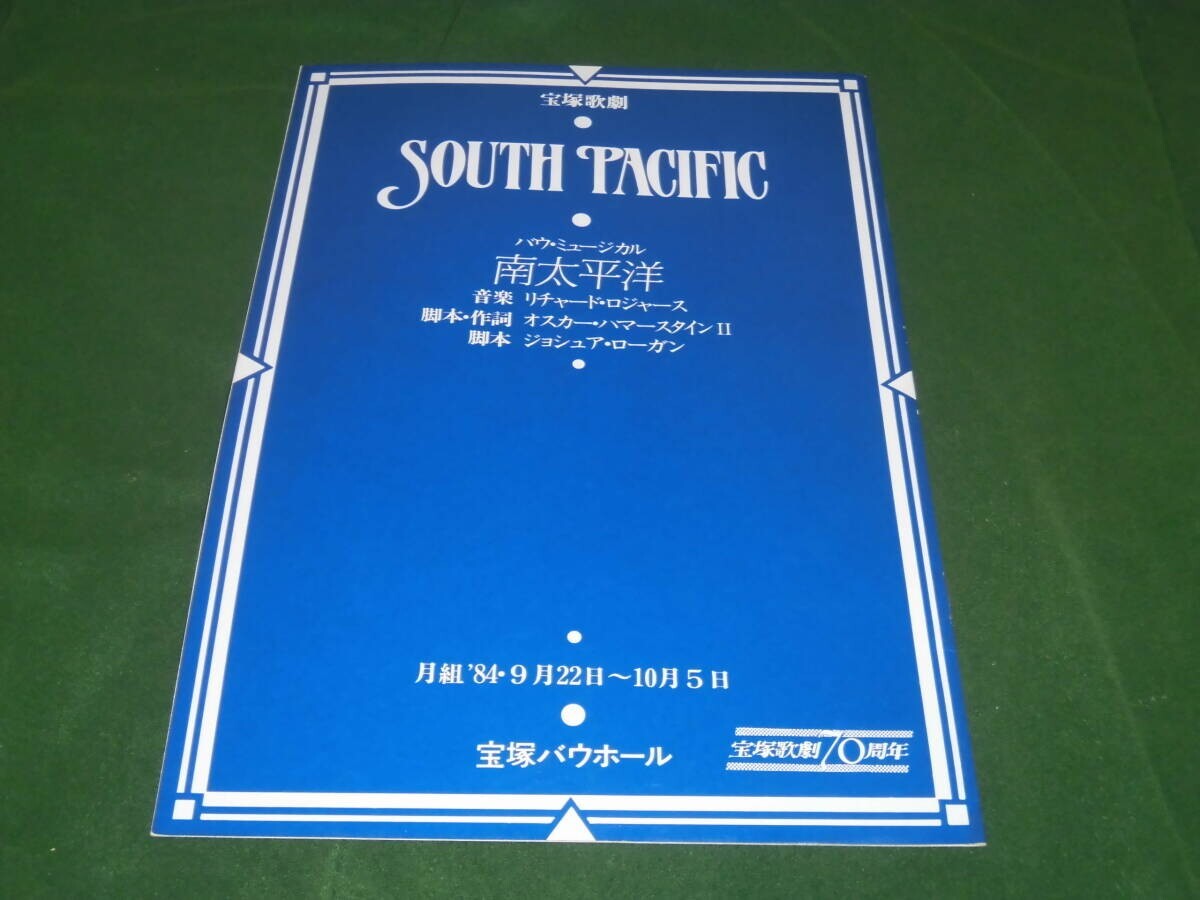 宝塚歌劇
SOUTH PACIFIC
バウ・ミュージカル
南太平洋
音楽 リチャード・ロジャース
脚本・作詞 オスカー・ハマースタインII
脚本 ジョシュア・ローガン
月組 '84・9月22日〜10月5日
宝塚バウホール
宝塚歌劇70周年